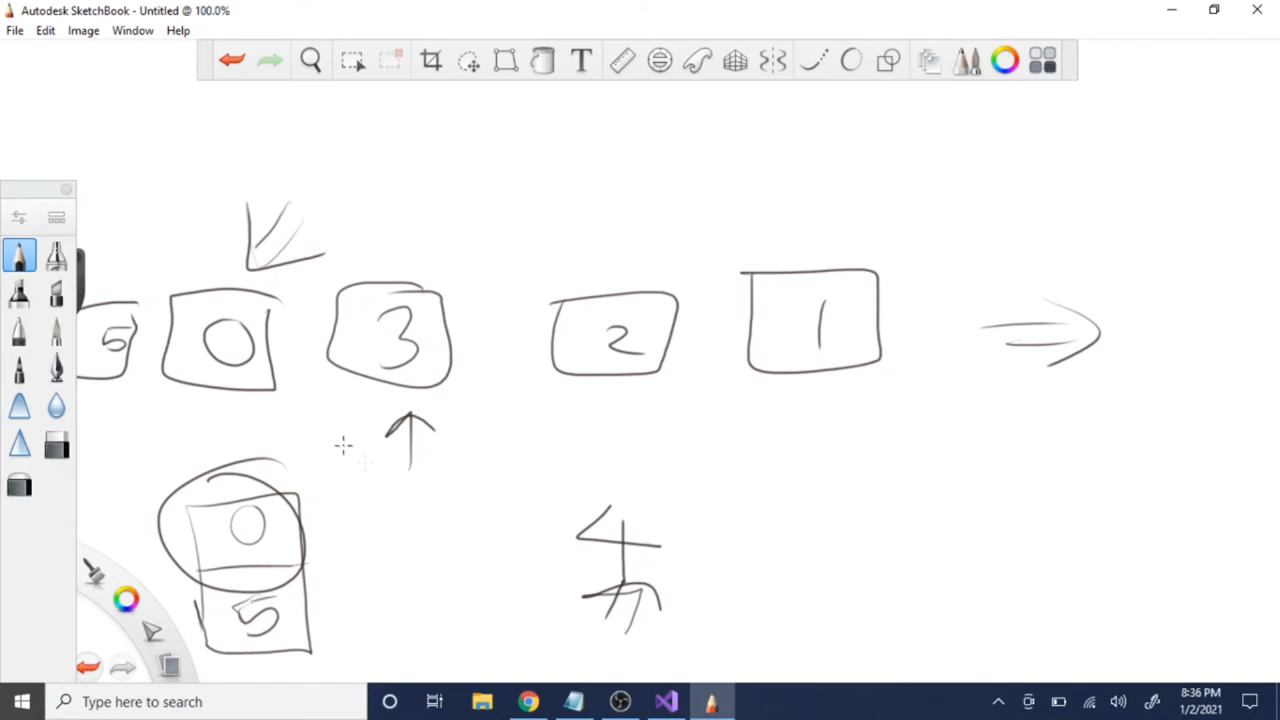 Autodesk SketchBook - Untitled @ 100.0%
File Edit Image Window Help
T
5 0 3 2 1
0
5
4
Type here to search
8:36 PM
1/2/2021